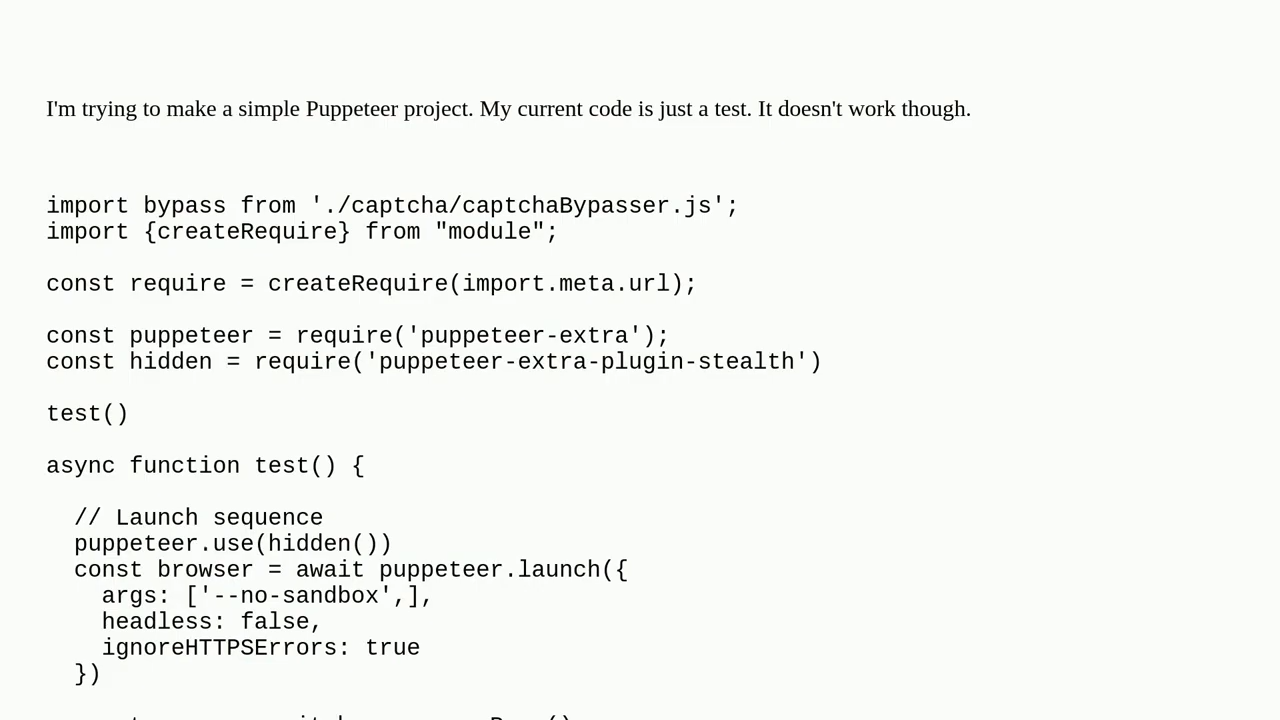 I'm trying to make a simple Puppeteer project. My current code is just a test. It doesn't work though.
import bypass from './captcha/captchaBypasser.js';
import {createRequire} from "module";
const require = createRequire(import.meta.url);
const puppeteer = require('puppeteer-extra');
const hidden = require('puppeteer-extra-plugin-stealth')
test()
async function test() {
// Launch sequence
puppeteer.use(hidden())
const browser = await puppeteer.launch({
args: ['--no-sandbox',],
headless: false,
ignoreHTTPSErrors: true
})